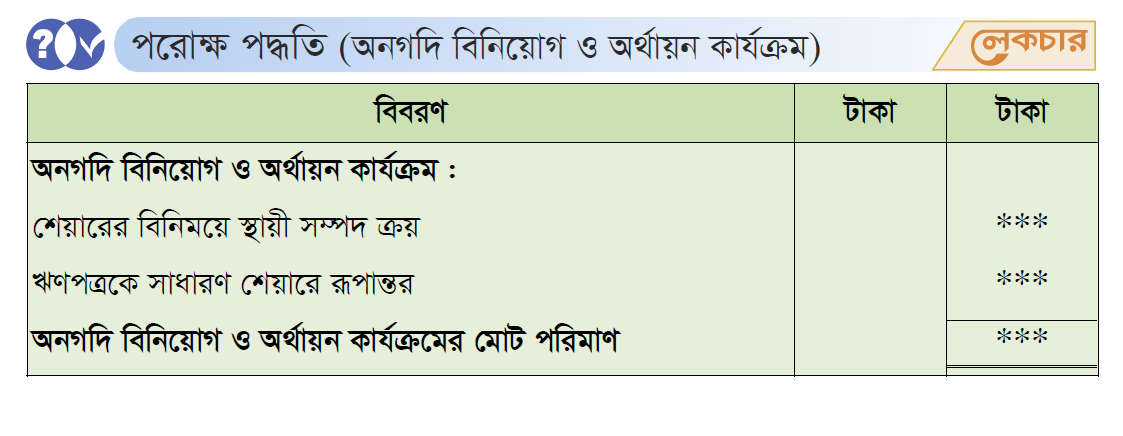 পরোক্ষ পদ্ধতি (অনগদি বিনিয়োগ ও অর্থায়ন কার্যক্রম)
লেকচার
বিবরণ টাকা টাকা
অনগদি বিনিয়োগ ও অর্থায়ন কার্যক্রম :
শেয়ারের বিনিময়ে স্থায়ী সম্পদ ক্রয় ***
ঋণপত্রকে সাধারণ শেয়ারে রূপান্তর ***
অনগদি বিনিয়োগ ও অর্থায়ন কার্যক্রমের মোট পরিমাণ ***